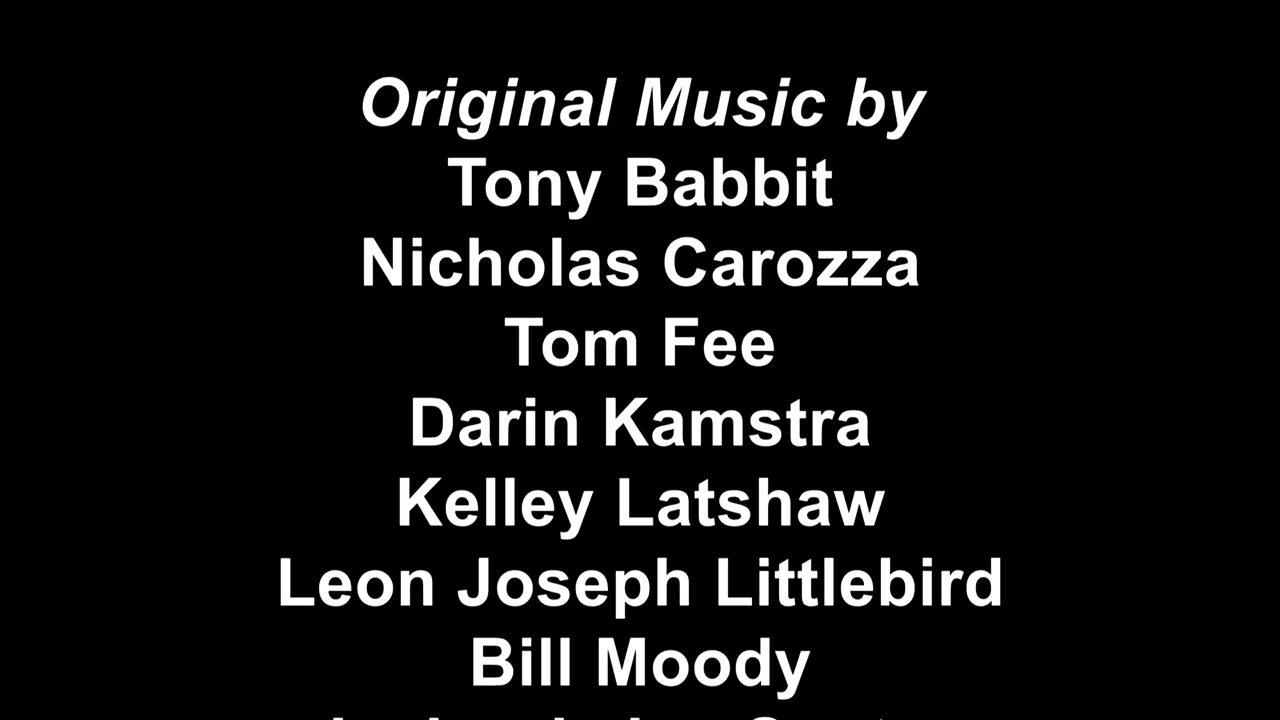 Original Music by
Tony Babbit
Nicholas Carozza
Tom Fee
Darin Kamstra
Kelley Latshaw
Leon Joseph Littlebird
Bill Moody